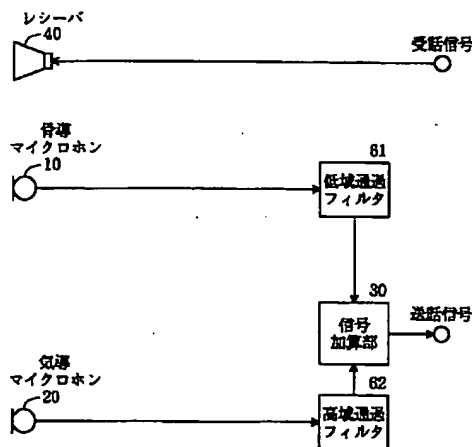 レシーバ
40
受話信号
骨導
マイクロホン
10
61
低域通過
フィルタ
30
信号
加算部
送話信号
気導
マイクロホン
20
62
高域通過
フィルタ